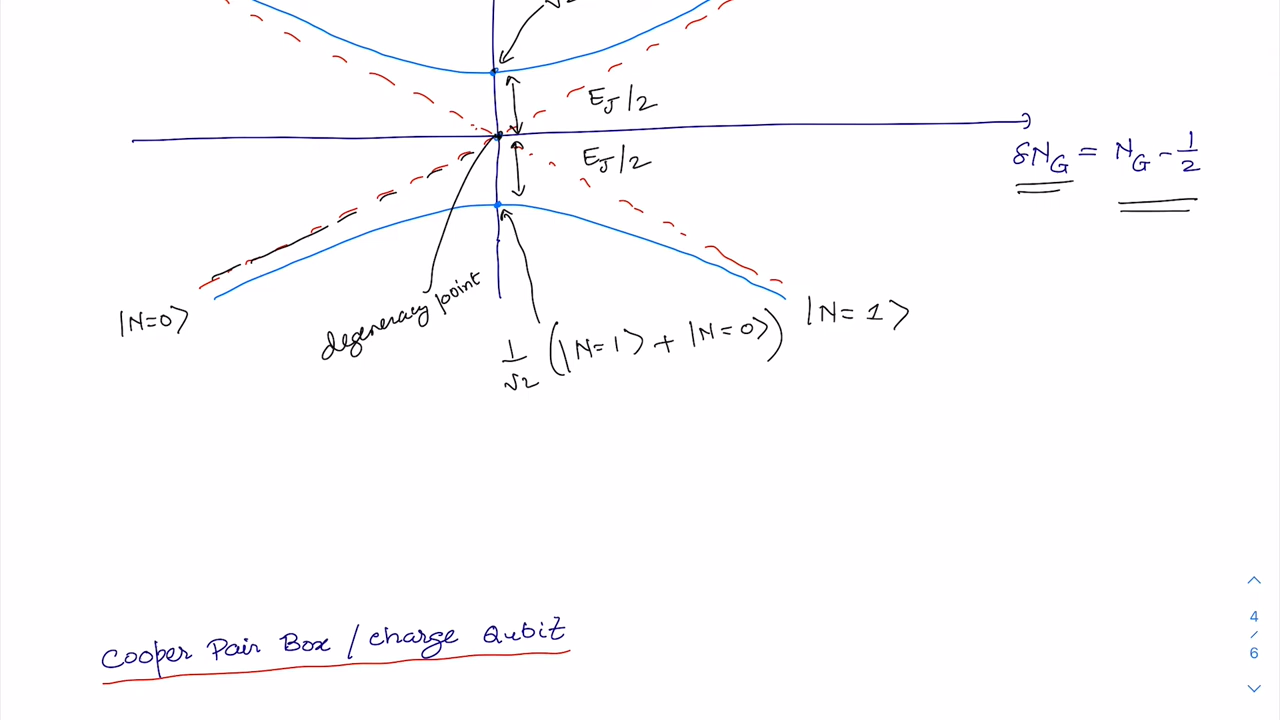 √2
E_J/2
E_J/2
δN_G = N_G - 1/2
|N=0⟩
degeneracy point
1/√2 (|N=1⟩ + |N=0⟩)
|N=1⟩
Cooper Pair Box / charge Qubit
4
/
6